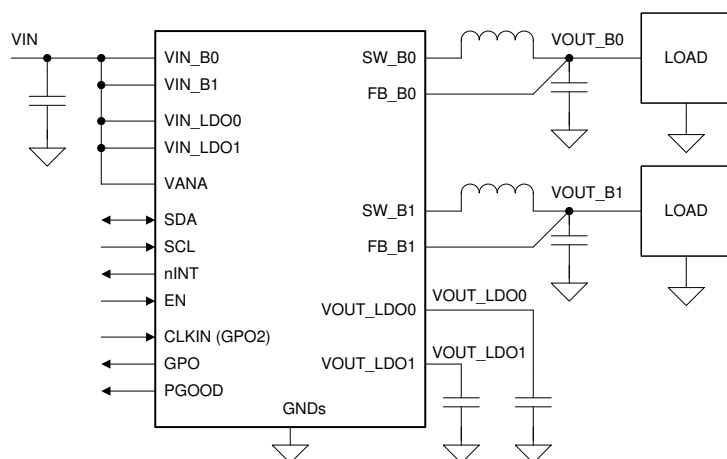 VIN
VIN_B0
VIN_B1
VIN_LDO0
VIN_LDO1
VANA
SDA
SCL
nINT
EN
CLKIN (GPO2)
GPO
PGOOD
GNDs
SW_B0
FB_B0
SW_B1
FB_B1
VOUT_LDO0
VOUT_LDO1
VOUT_B0
LOAD
VOUT_B1
LOAD
VOUT_LDO0
VOUT_LDO1